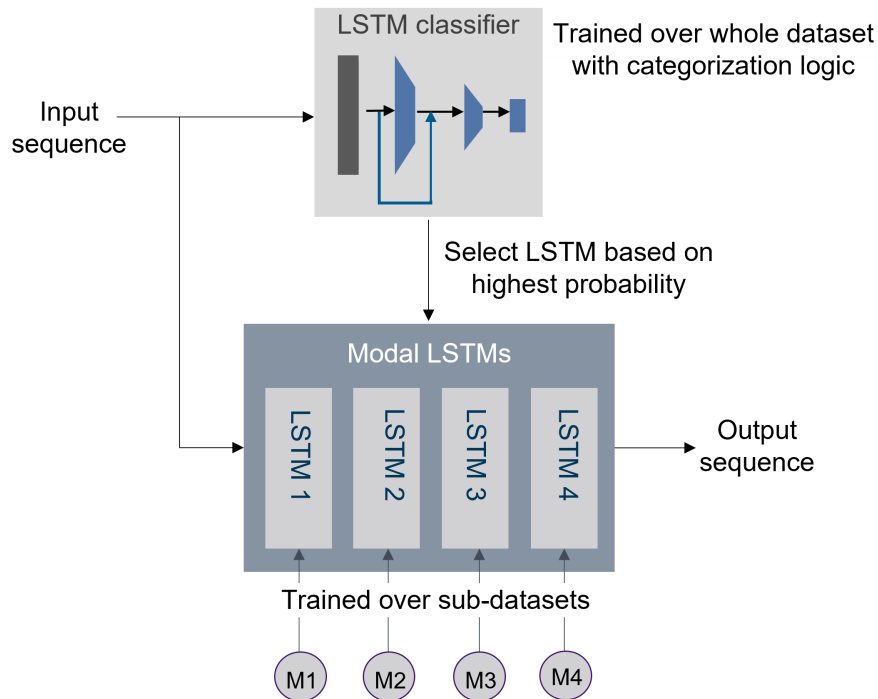 LSTM classifier
Trained over whole dataset
with categorization logic
Input
sequence
Select LSTM based on
highest probability
Modal LSTMs
LSTM 1
LSTM 2
LSTM 3
LSTM 4
Output
sequence
Trained over sub-datasets
M1
M2
M3
M4